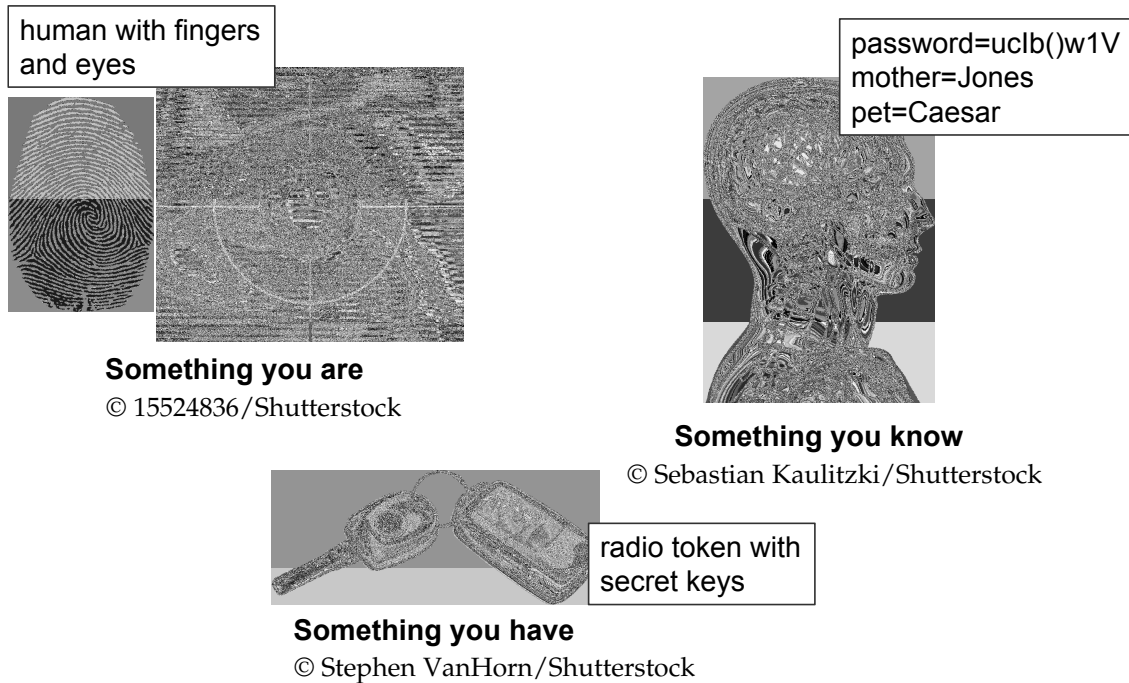 human with fingers
and eyes
Something you are
© 15524836/Shutterstock
password=ucIb()w1V
mother=Jones
pet=Caesar
Something you know
© Sebastian Kaulitzki/Shutterstock
radio token with
secret keys
Something you have
© Stephen VanHorn/Shutterstock